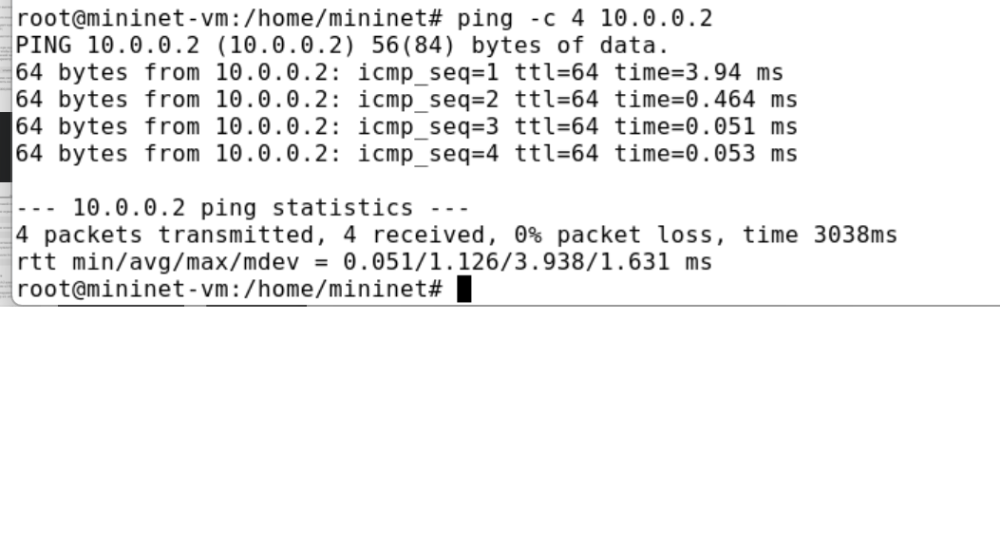 root@mininet-vm:/home/mininet# ping -c 4 10.0.0.2
PING 10.0.0.2 (10.0.0.2) 56(84) bytes of data.
64 bytes from 10.0.0.2: icmp_seq=1 ttl=64 time=3.94 ms
64 bytes from 10.0.0.2: icmp_seq=2 ttl=64 time=0.464 ms
64 bytes from 10.0.0.2: icmp_seq=3 ttl=64 time=0.051 ms
64 bytes from 10.0.0.2: icmp_seq=4 ttl=64 time=0.053 ms

--- 10.0.0.2 ping statistics ---
4 packets transmitted, 4 received, 0% packet loss, time 3038ms
rtt min/avg/max/mdev = 0.051/1.126/3.938/1.631 ms
root@mininet-vm:/home/mininet#